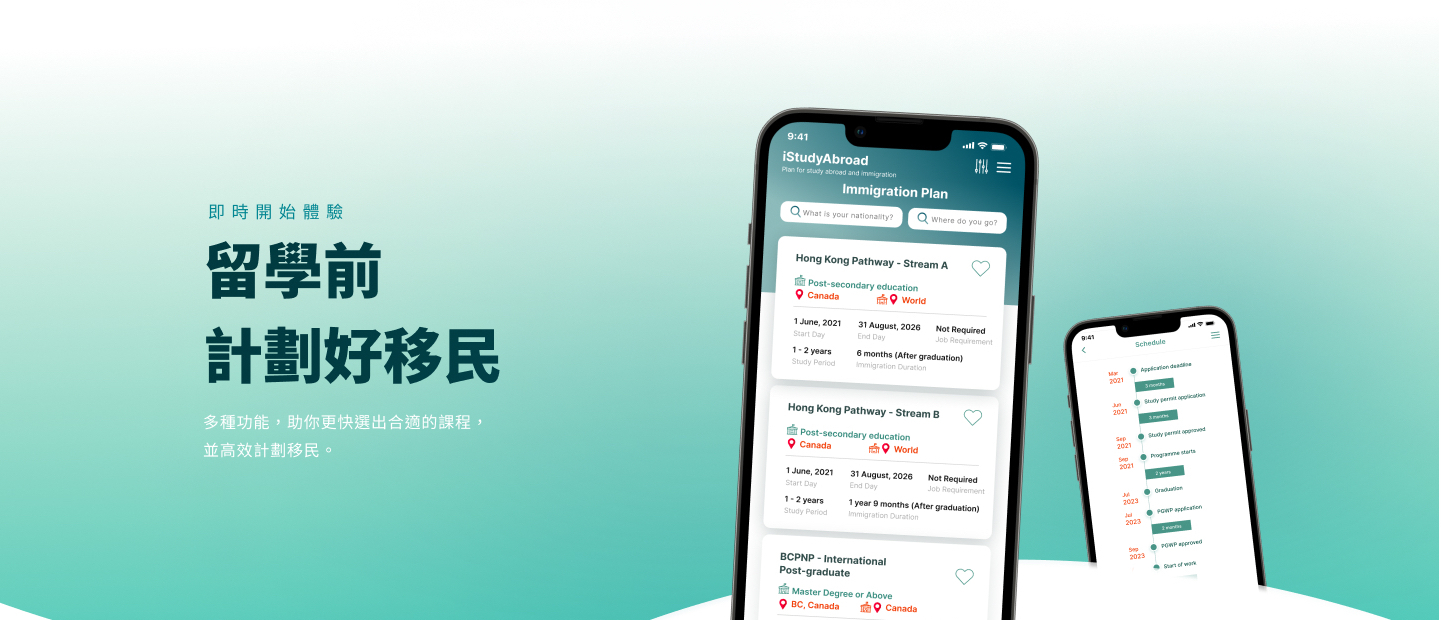 即時開始體驗
留學前
計劃好移民
多種功能，助你更快選出合適的課程，
並高效計劃移民。
9:41
iStudyAbroad
Plan for study abroad and immigration
Immigration Plan
What is your nationality?
Where do you go?
Hong Kong Pathway - Stream A
Post-secondary education
Canada World
1 June, 2021 31 August, 2026 Not Required
Start Day End Day Job Requirement
1 - 2 years 6 months (After graduation)
Study Period Immigration Duration
Hong Kong Pathway - Stream B
Post-secondary education
Canada World
1 June, 2021 31 August, 2026 Not Required
Start Day End Day Job Requirement
1 - 2 years 1 year 9 months (After graduation)
Study Period Immigration Duration
BCPNP - International
Post-graduate
Master Degree or Above
BC, Canada Canada
9:41
Schedule
Mar 2021 Application deadline
Jun 2021 Study permit application
Sep 2021 Study permit approved
Sep 2021 Programme starts
2 years
Jul 2023 Graduation
Jul 2023 PGWP application
2 months
Sep 2023 PGWP approved
Start of work